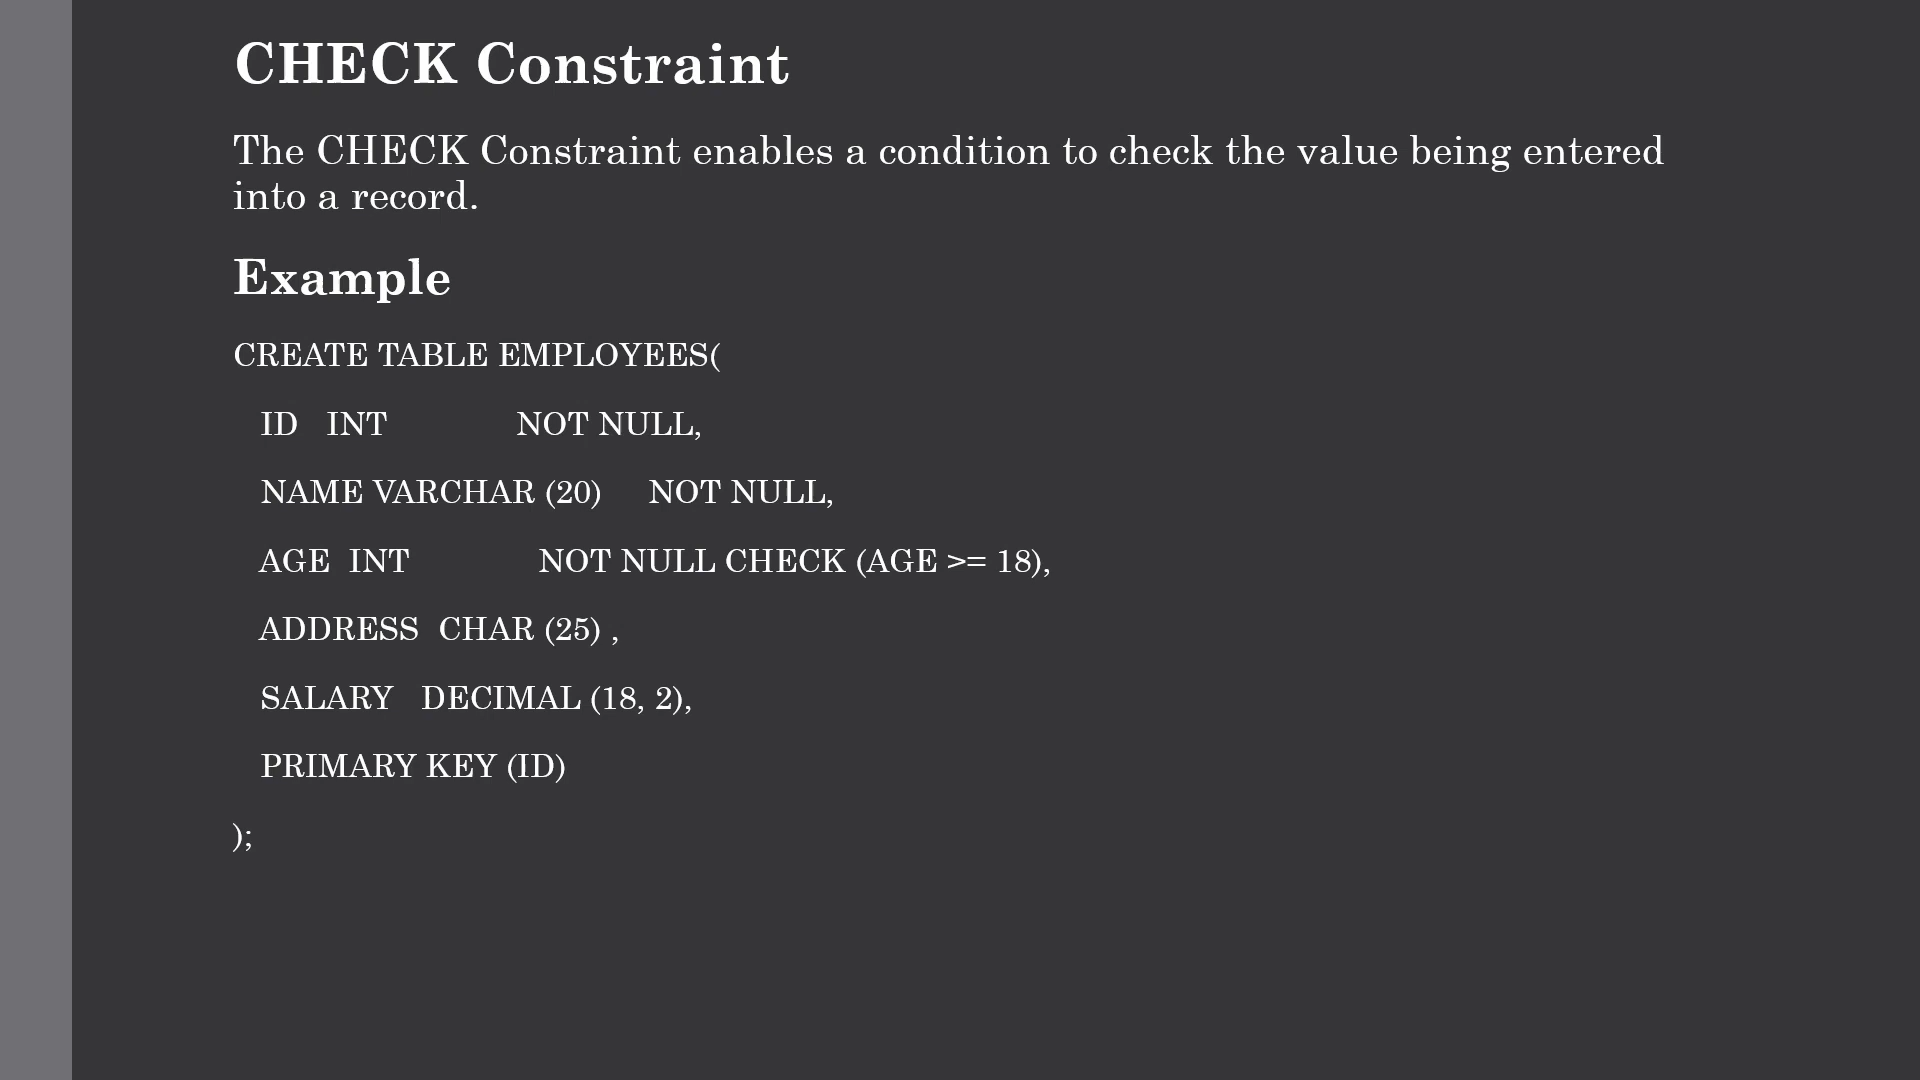 CHECK Constraint
The CHECK Constraint enables a condition to check the value being entered
into a record.
Example
CREATE TABLE EMPLOYEES(
ID   INT              NOT NULL,
NAME VARCHAR (20)     NOT NULL,
AGE  INT              NOT NULL CHECK (AGE >= 18),
ADDRESS  CHAR (25) ,
SALARY   DECIMAL (18, 2),
PRIMARY KEY (ID)
);